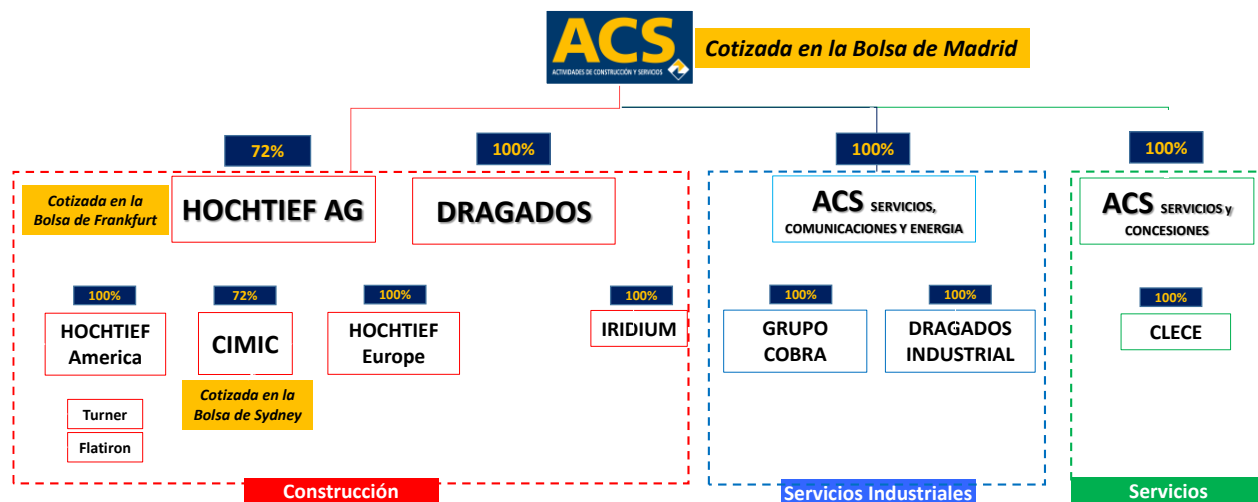 ACS
ACTIVIDADES DE CONSTRUCCIÓN Y SERVICIOS
Cotizada en la Bolsa de Madrid
72%
100%
100%
100%
Cotizada en la
Bolsa de Frankfurt
HOCHTIEF AG
DRAGADOS
ACS SERVICIOS,
COMUNICACIONES Y ENERGIA
ACS SERVICIOS y
CONCESIONES
100%
72%
100%
100%
100%
100%
100%
HOCHTIEF
America
CIMIC
HOCHTIEF
Europe
IRIDIUM
GRUPO
COBRA
DRAGADOS
INDUSTRIAL
CLECE
Cotizada en la
Bolsa de Sydney
Turner
Flatiron
Construcción
Servicios Industriales
Servicios